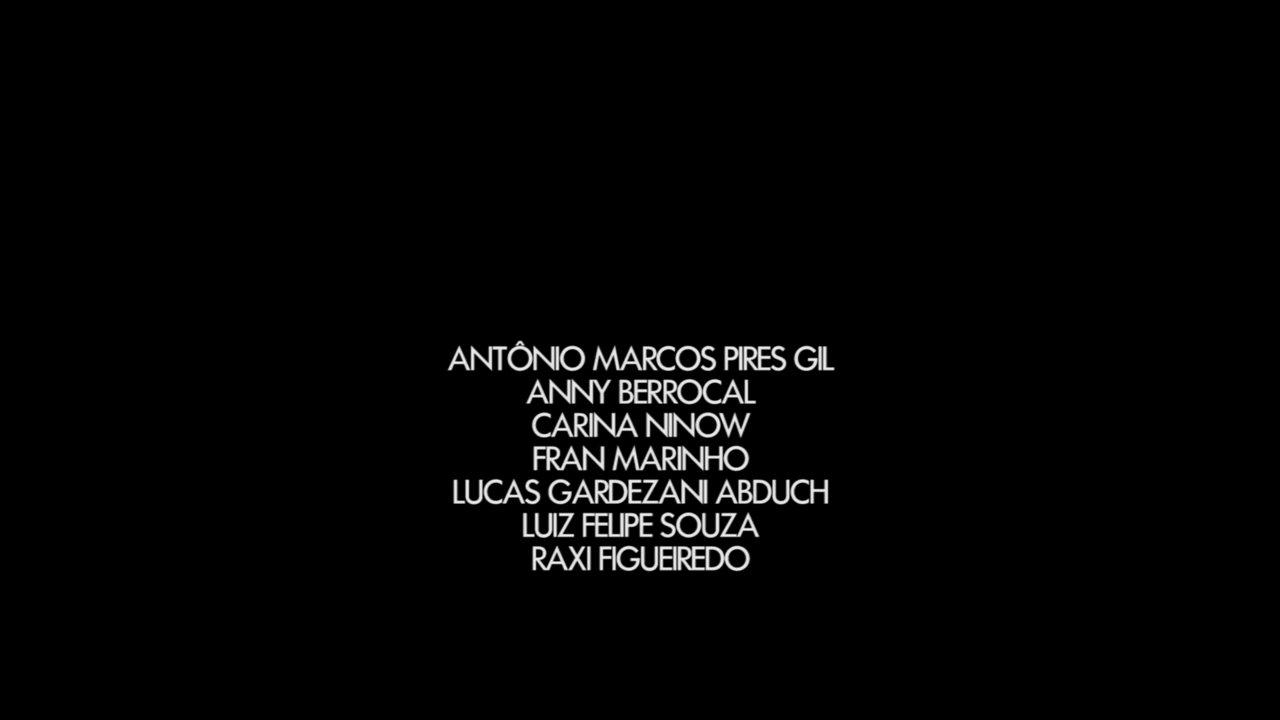 ANTÔNIO MARCOS PIRES GIL
ANNY BERROCAL
CARINA NINOW
FRAN MARINHO
LUCAS GARDEZANI ABDUCH
LUIZ FELIPE SOUZA
RAXI FIGUEIREDO